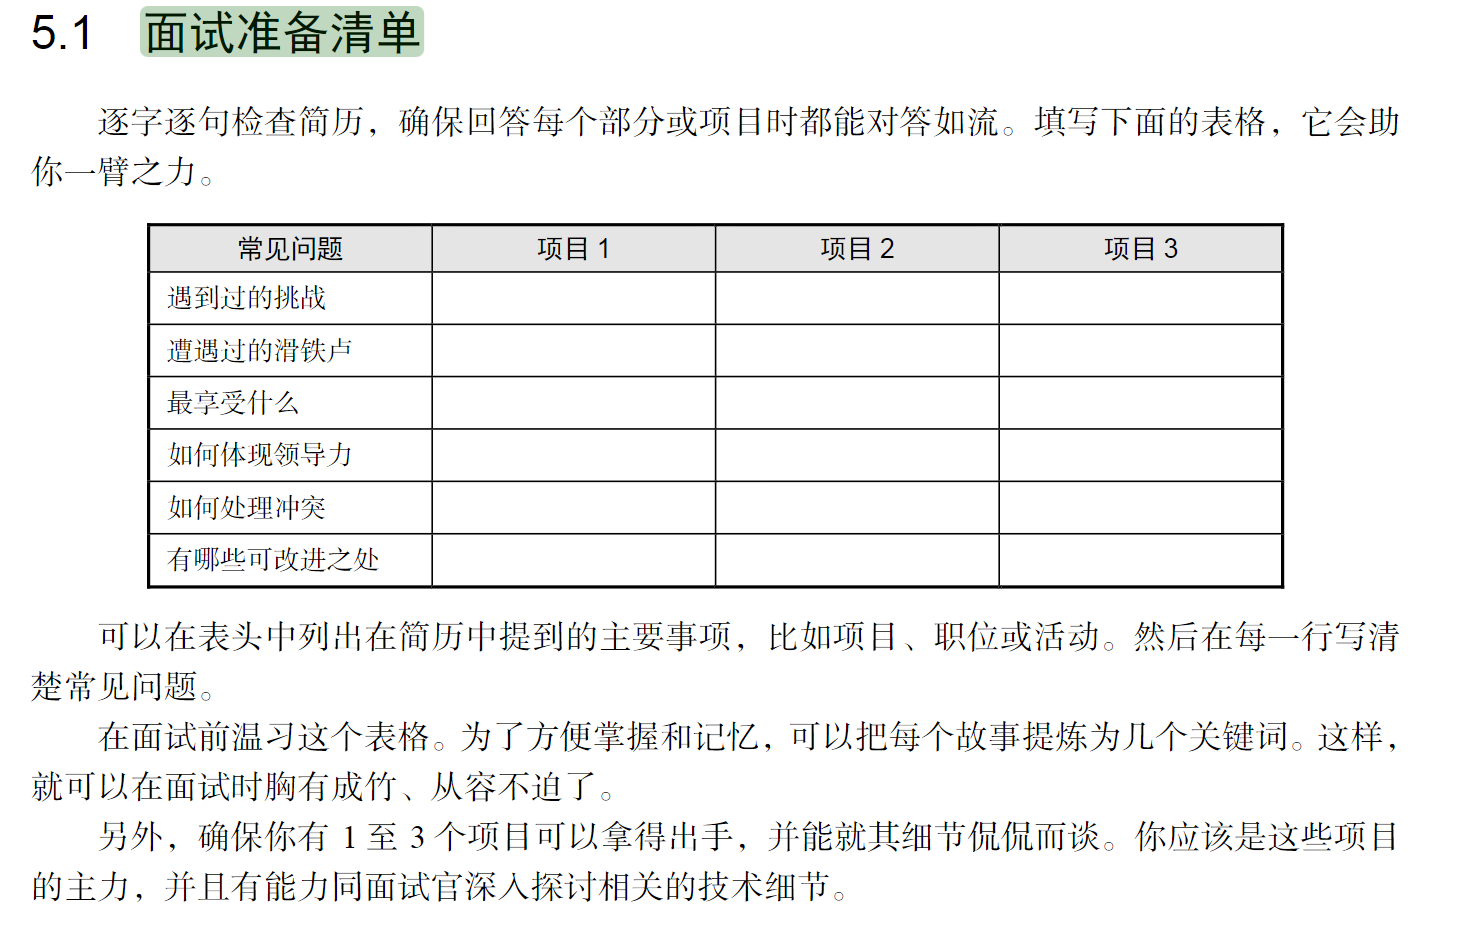 5.1 面试准备清单
逐字逐句检查简历，确保回答每个部分或项目时都能对答如流。填写下面的表格，它会助
你一臂之力。
常见问题 项目 1 项目 2 项目 3
遇到过的挑战
遭遇过的滑铁卢
最享受什么
如何体现领导力
如何处理冲突
有哪些可改进之处
可以在表头中列出在简历中提到的主要事项，比如项目、职位或活动。然后在每一行写清
楚常见问题。
在面试前温习这个表格。为了方便掌握和记忆，可以把每个故事提炼为几个关键词。这样，
就可以在面试时胸有成竹、从容不迫了。
另外，确保你有 1 至 3 个项目可以拿得出手，并能就其细节侃侃而谈。你应该是这些项目
的主力，并且有能力同面试官深入探讨相关的技术细节。